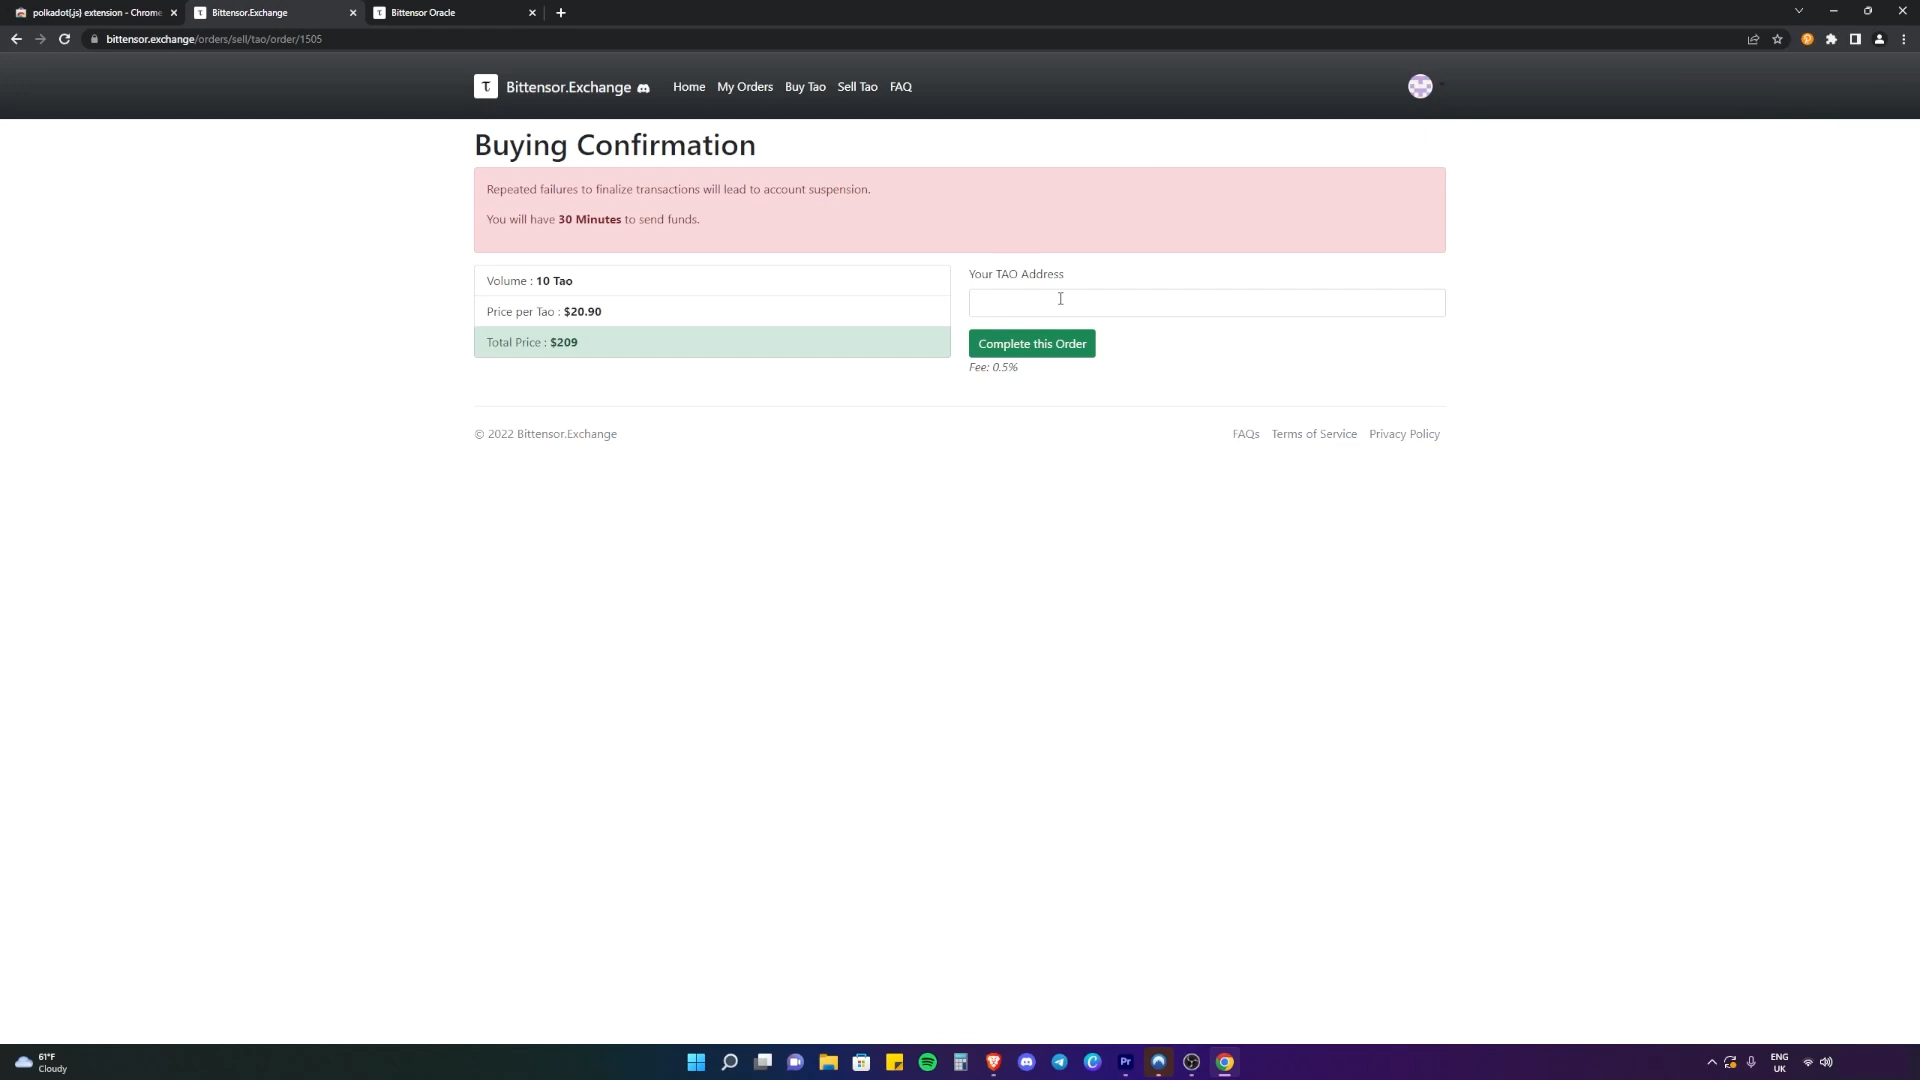 polkadot{.js} extension - Chrome
Bittensor.Exchange
Bittensor Oracle
bittensor.exchange/orders/sell/tao/order/1505
τ Bittensor.Exchange Home My Orders Buy Tao Sell Tao FAQ
Buying Confirmation
Repeated failures to finalize transactions will lead to account suspension.
You will have 30 Minutes to send funds.
Volume : 10 Tao
Price per Tao : $20.90
Total Price : $209
Your TAO Address
Complete this Order
Fee: 0.5%
© 2022 Bittensor.Exchange
FAQs Terms of Service Privacy Policy
61°F
Cloudy
Pr
ENG
UK